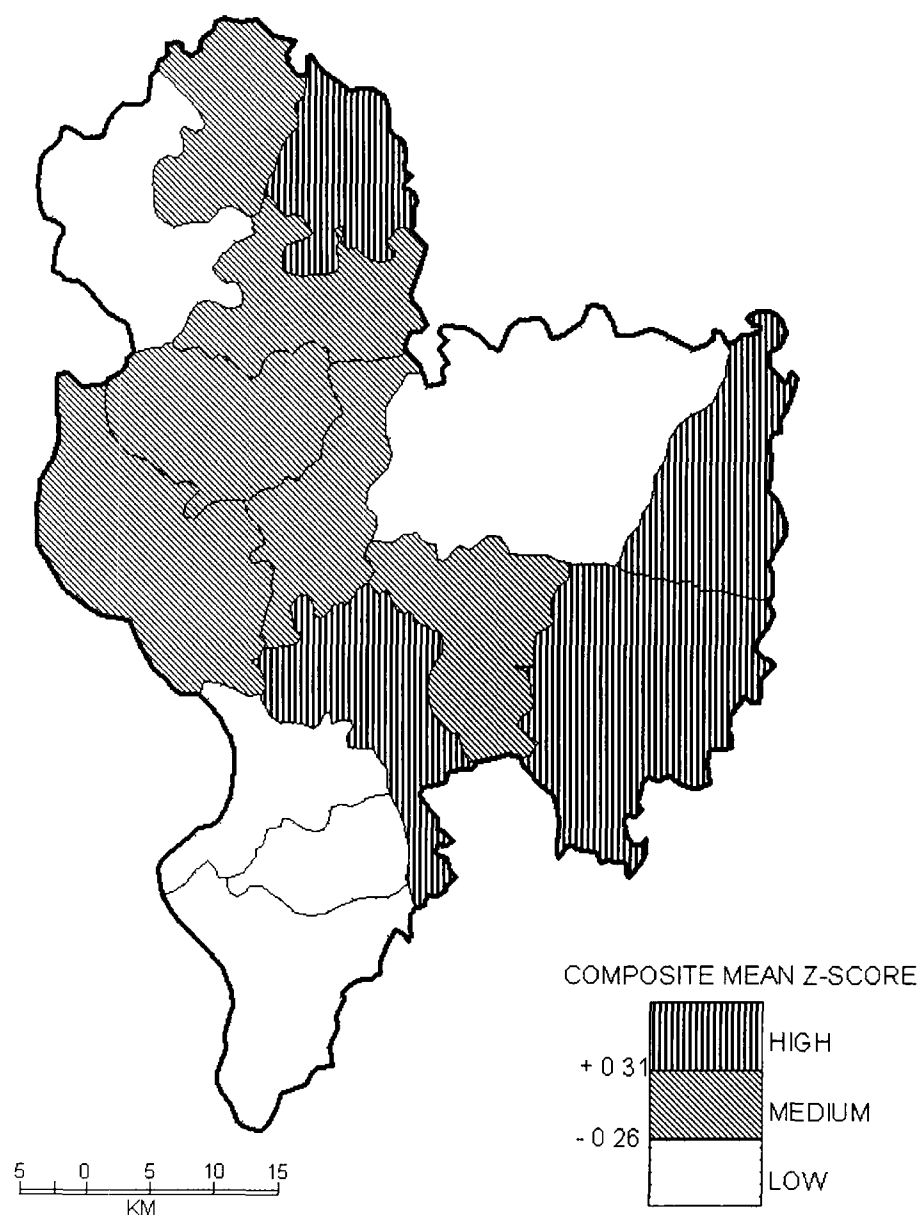 COMPOSITE MEAN Z-SCORE
HIGH
+ 0 31
MEDIUM
- 0 26
LOW
5 0 5 10 15
KM